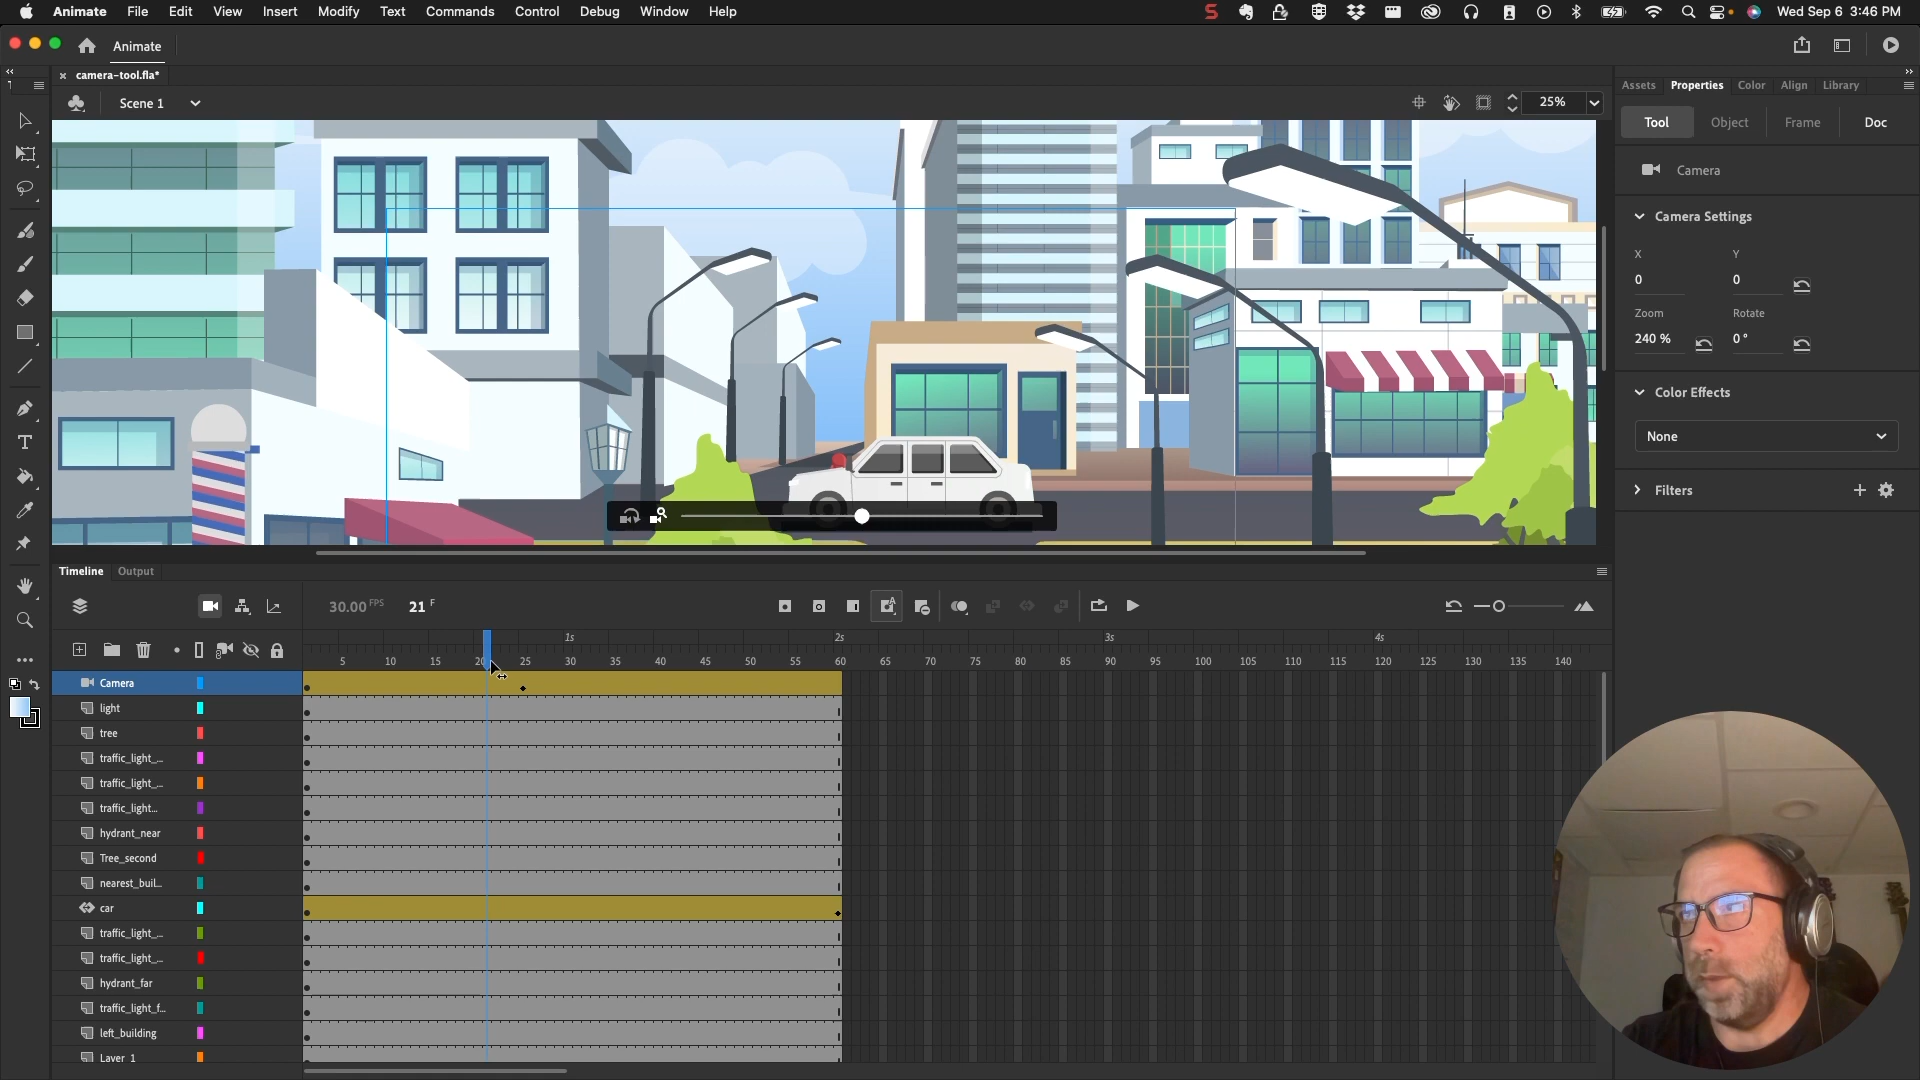 Animate File Edit View Insert Modify Text Commands Control Debug Window Help
Wed Sep 6 3:46 PM
Animate
camera-tool.fla*
Scene 1
25%
Assets Properties Color Align Library
Tool Object Frame Doc
Camera
Camera Settings
X Y
0 0
Zoom Rotate
240 % 0 °
Color Effects
None
Filters
Timeline Output
30.00 FPS 21 F
1s 2s 3s 4s
5 10 15 20 25 30 35 40 45 50 55 60 65 70 75 80 85 90 95 100 105 110 115 120 125 130 135 140
Camera
light
tree
traffic_light_...
traffic_light_...
traffic_light...
hydrant_near
Tree_second
nearest_buil...
car
traffic_light_...
traffic_light_...
hydrant_far
traffic_light_f...
left_building
Layer_1